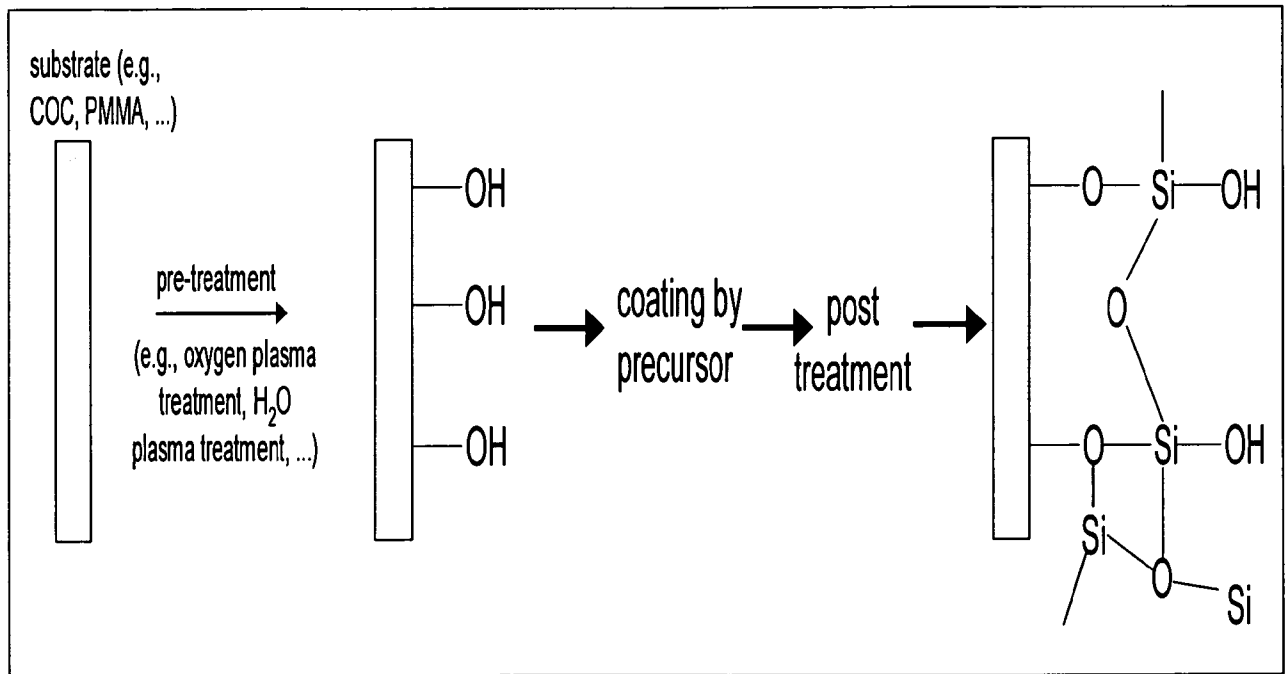 substrate (e.g.,
COC, PMMA, ...)
pre-treatment
(e.g., oxygen plasma
treatment, H₂O
plasma treatment, ...)
OH
OH
OH
coating by
precursor
post
treatment
O Si OH
O
O Si OH
Si
O
Si